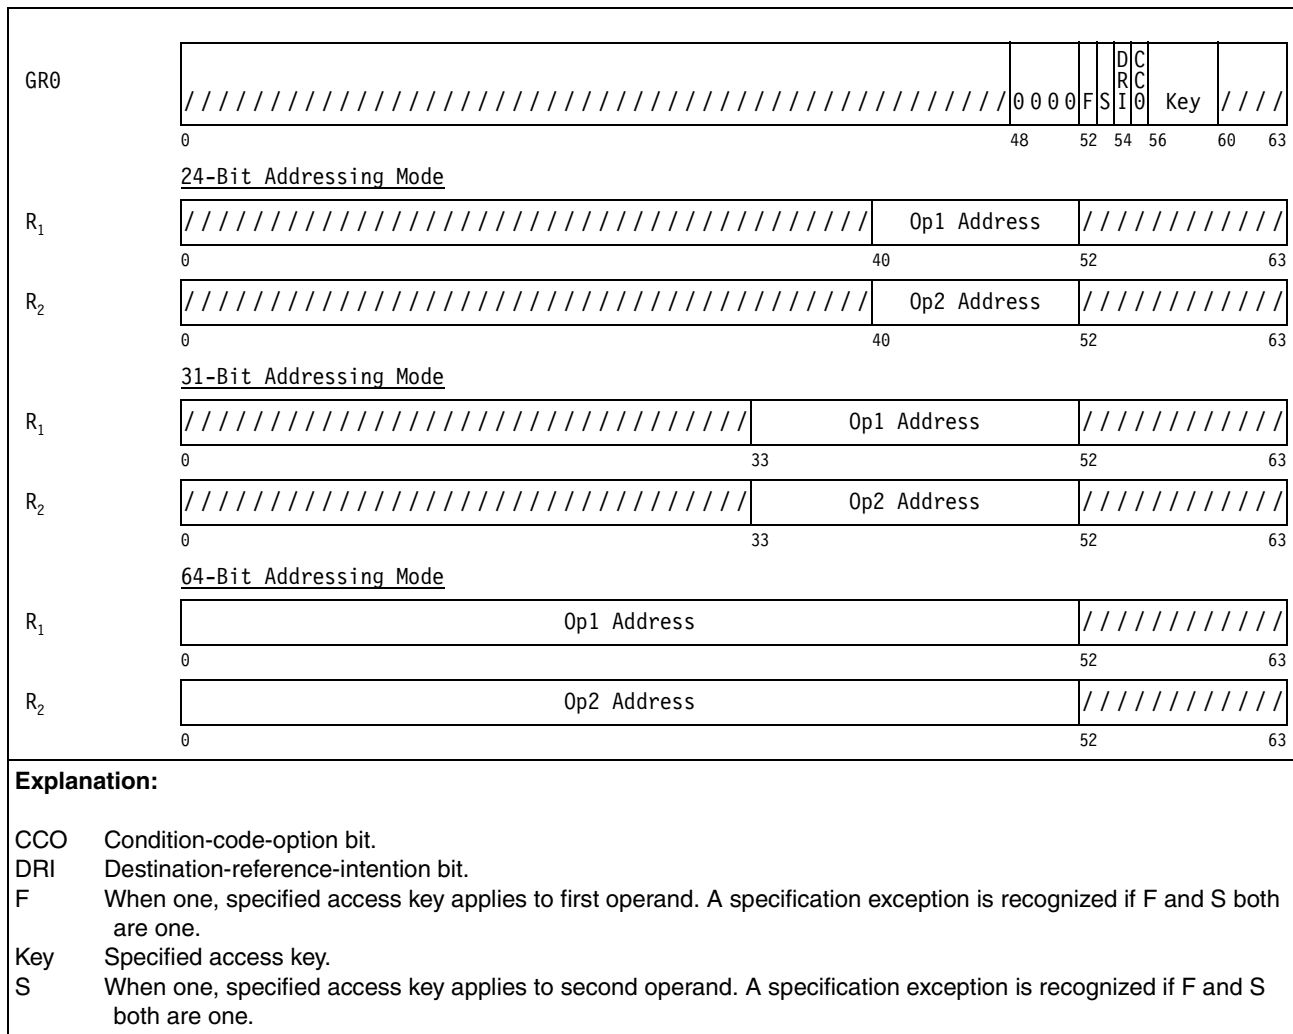 D C
GR0 R C
////////////////////////////////////////////////0 0 0 0 F S I O Key ////
0 48 52 54 56 60 63
24-Bit Addressing Mode
R1 //////////////////////////////////////// Op1 Address ////////////
0 40 52 63
R2 //////////////////////////////////////// Op2 Address ////////////
0 40 52 63
31-Bit Addressing Mode
R1 ///////////////////////////////// Op1 Address ////////////
0 33 52 63
R2 ///////////////////////////////// Op2 Address ////////////
0 33 52 63
64-Bit Addressing Mode
R1 Op1 Address ////////////
0 52 63
R2 Op2 Address ////////////
0 52 63
Explanation:
CCO Condition-code-option bit.
DRI Destination-reference-intention bit.
F When one, specified access key applies to first operand. A specification exception is recognized if F and S both
are one.
Key Specified access key.
S When one, specified access key applies to second operand. A specification exception is recognized if F and S
both are one.